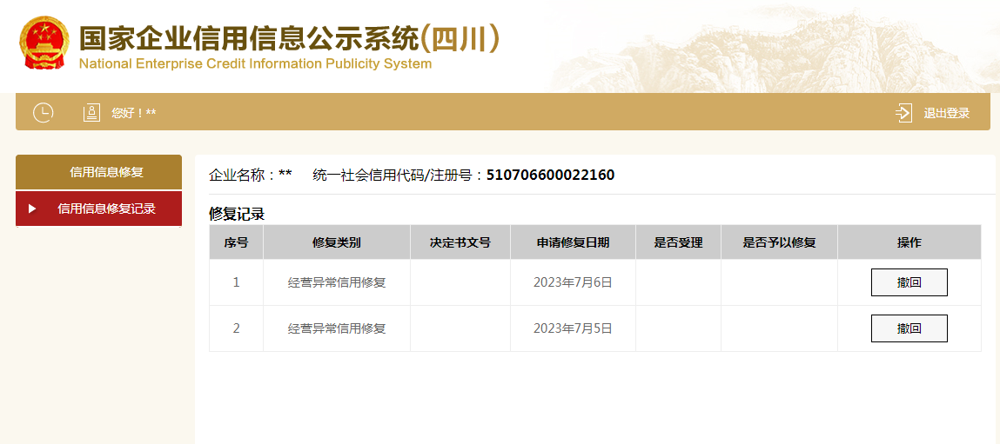 国家企业信用信息公示系统(四川)
National Enterprise Credit Information Publicity System
您好！** 退出登录
信用信息修复
信用信息修复记录
企业名称：** 统一社会信用代码/注册号：510706600022160
修复记录
序号 修复类别 决定书文号 申请修复日期 是否受理 是否予以修复 操作
1 经营异常信用修复 2023年7月6日 撤回
2 经营异常信用修复 2023年7月5日 撤回